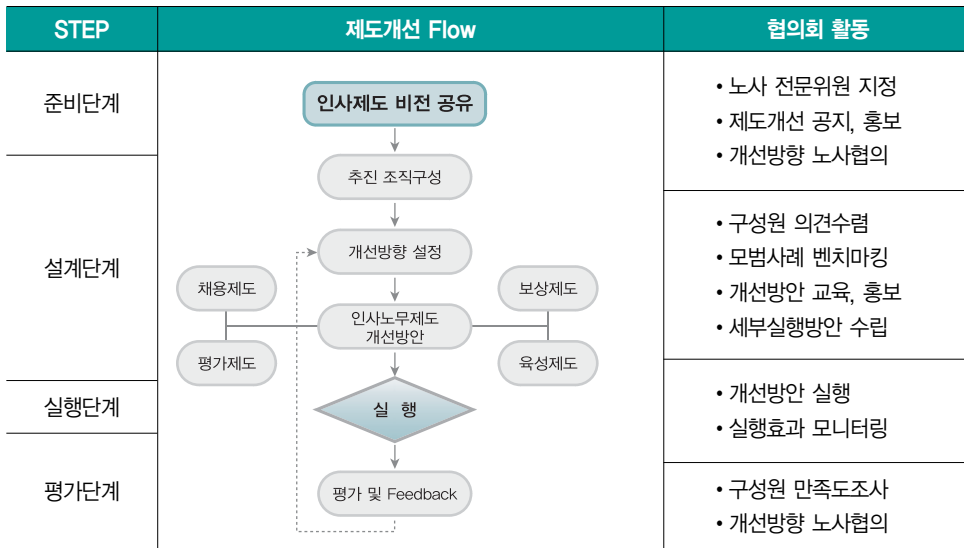 STEP
제도개선 Flow
협의회 활동
준비단계
인사제도 비전 공유
• 노사 전문위원 지정
• 제도개선 공지, 홍보
• 개선방향 노사협의
설계단계
추진 조직구성
개선방향 설정
채용제도
보상제도
인사노무제도
개선방안
평가제도
육성제도
• 구성원 의견수렴
• 모범사례 벤치마킹
• 개선방안 교육, 홍보
• 세부실행방안 수립
실행단계
실 행
• 개선방안 실행
• 실행효과 모니터링
평가단계
평가 및 Feedback
• 구성원 만족도조사
• 개선방향 노사협의